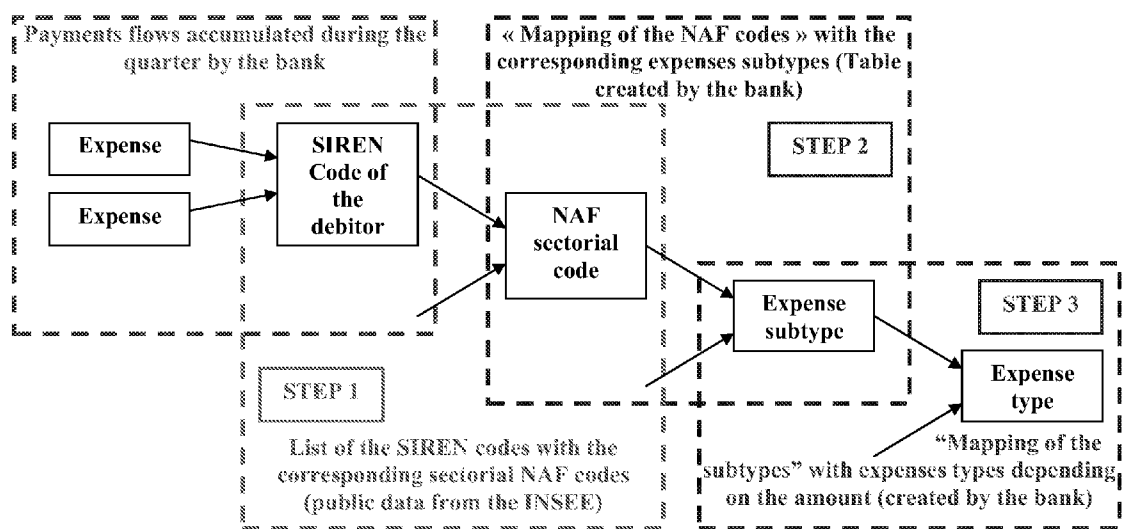 Payments flows accumulated during the
quarter by the bank
« Mapping of the NAF codes » with the
corresponding expenses subtypes (Table
created by the bank)
STEP 2
Expense
Expense
SIREN
Code of
the
debitor
NAF
sectorial
code
Expense
subtype
STEP 3
Expense
type
STEP 1
List of the SIREN codes with the
corresponding sectorial NAF codes
(public data from the INSEE)
“Mapping of the
subtypes” with expenses types depending
on the amount (created by the bank)